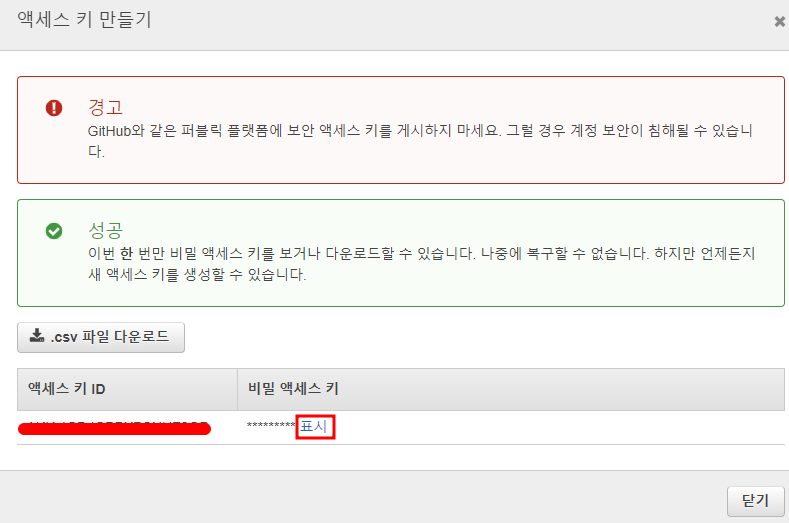 액세스 키 만들기
경고
GitHub와 같은 퍼블릭 플랫폼에 보안 액세스 키를 게시하지 마세요. 그럴 경우 계정 보안이 침해될 수 있습니
다.
성공
이번 한 번만 비밀 액세스 키를 보거나 다운로드할 수 있습니다. 나중에 복구할 수 없습니다. 하지만 언제든지
새 액세스 키를 생성할 수 있습니다.
.csv 파일 다운로드
액세스 키 ID 비밀 액세스 키
********* 표시
닫기